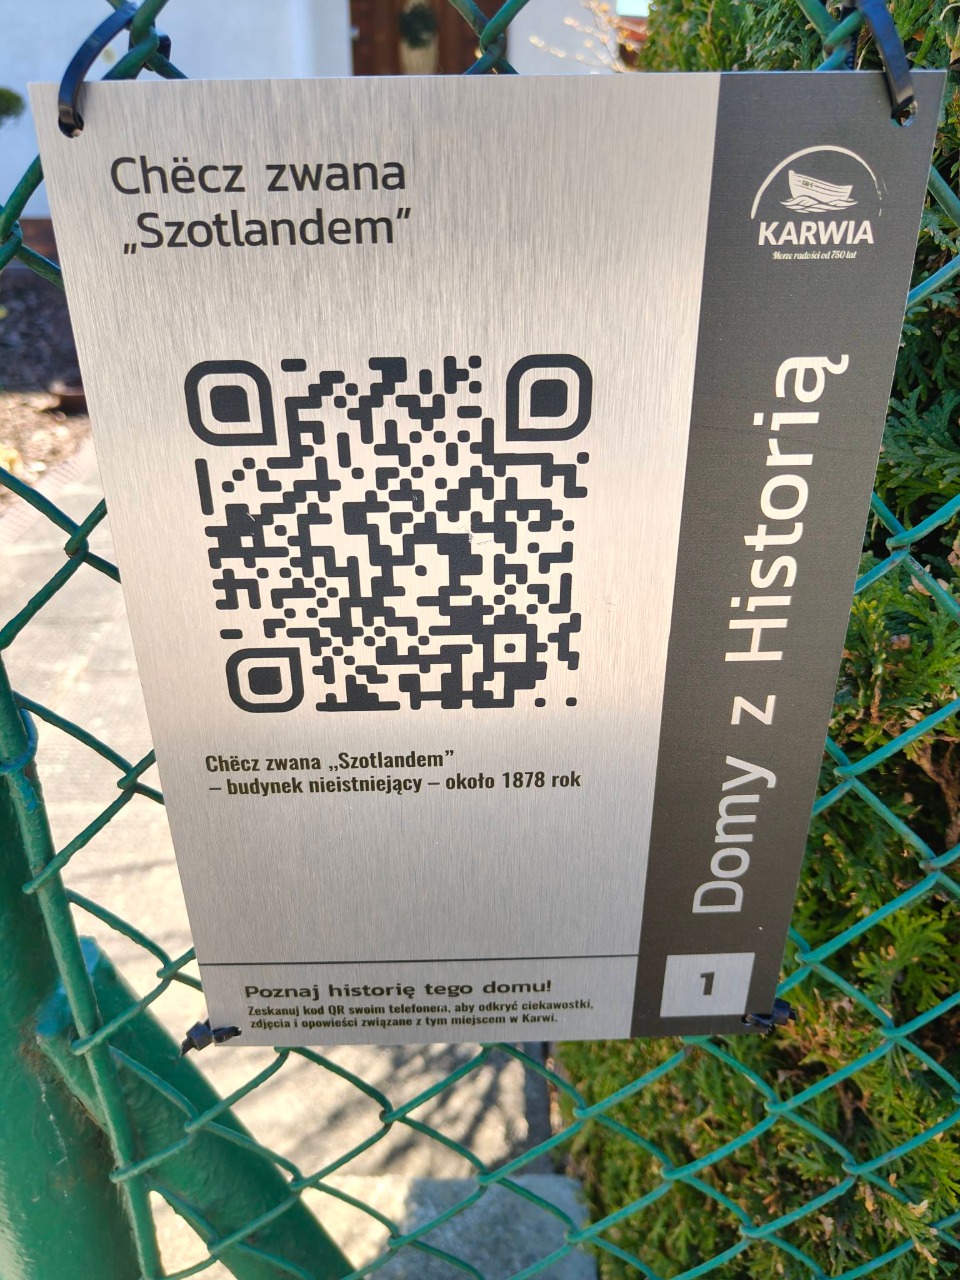 Chëcz zwana
„Szotlandem”
KARWIA
Morze radości od 750 lat
Domy z Historią
Chëcz zwana „Szotlandem”
– budynek nieistniejący – około 1878 rok
Poznaj historię tego domu!
Zeskanuj kod QR swoim telefonem, aby odkryć ciekawostki,
zdjęcia i opowieści związane z tym miejscem w Karwi.
1